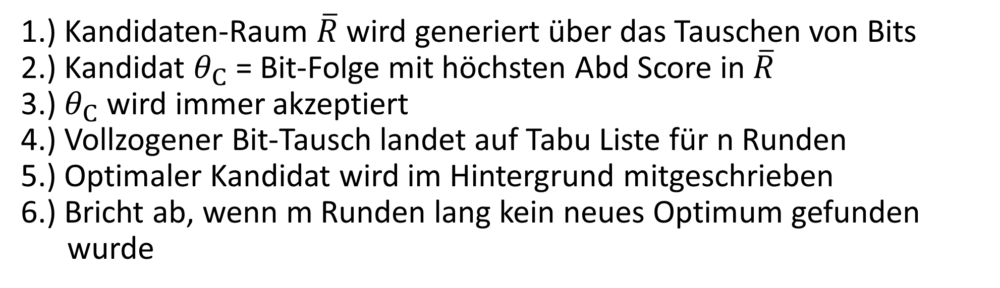 1.) Kandidaten-Raum R̅ wird generiert über das Tauschen von Bits
2.) Kandidat θ_C = Bit-Folge mit höchsten Abd Score in R̅
3.) θ_C wird immer akzeptiert
4.) Vollzogener Bit-Tausch landet auf Tabu Liste für n Runden
5.) Optimaler Kandidat wird im Hintergrund mitgeschrieben
6.) Bricht ab, wenn m Runden lang kein neues Optimum gefunden
wurde